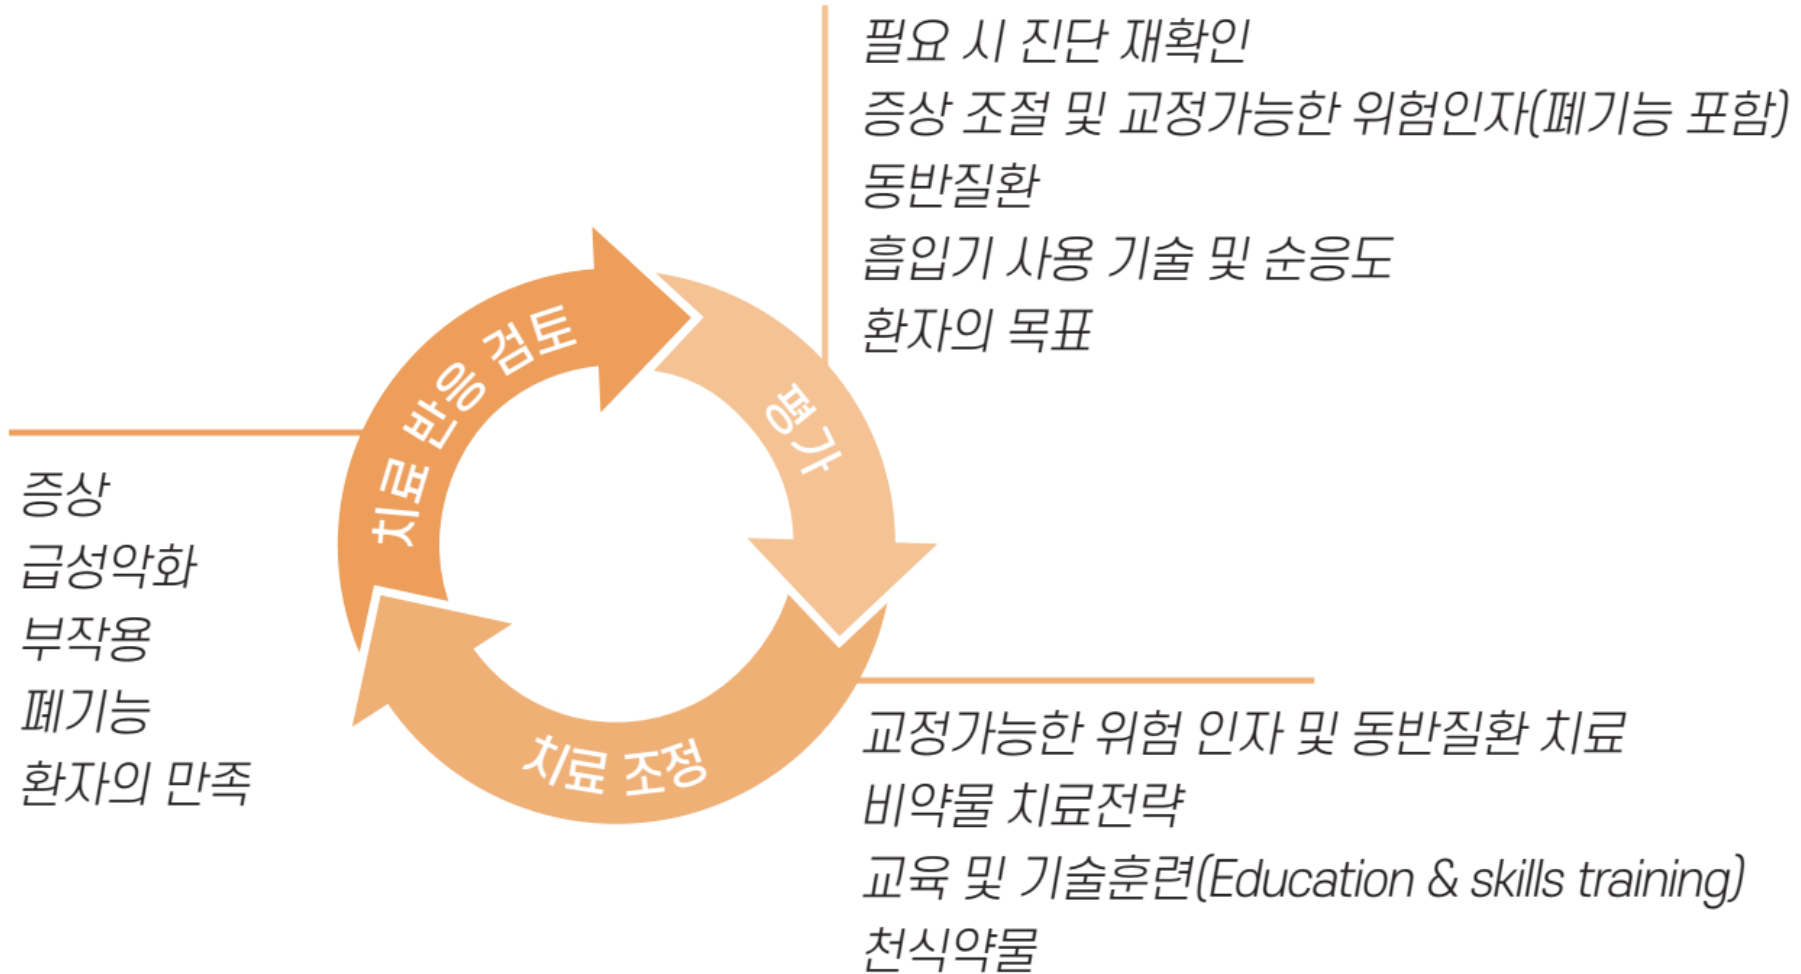 필요 시 진단 재확인
증상 조절 및 교정가능한 위험인자(폐기능 포함)
동반질환
흡입기 사용 기술 및 순응도
환자의 목표
평가
치료 반응 검토
증상
급성악화
부작용
폐기능
환자의 만족
치료 조정
교정가능한 위험 인자 및 동반질환 치료
비약물 치료전략
교육 및 기술훈련(Education & skills training)
천식약물